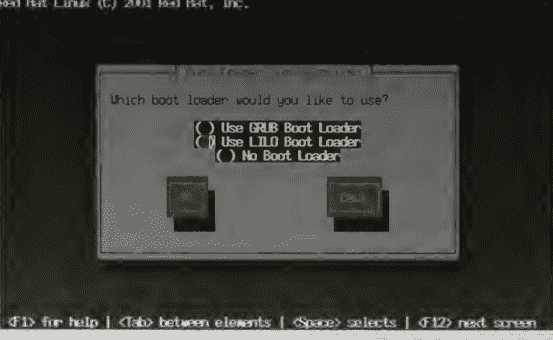 Red Hat Linux (C) 2001 Red Hat, Inc.
Which boot loader would you like to use?
( ) Use GRUB Boot Loader
( ) Use LILO Boot Loader
( ) No Boot Loader
<F1> for help | <Tab> between elements | <Space> selects | <F12> next screen